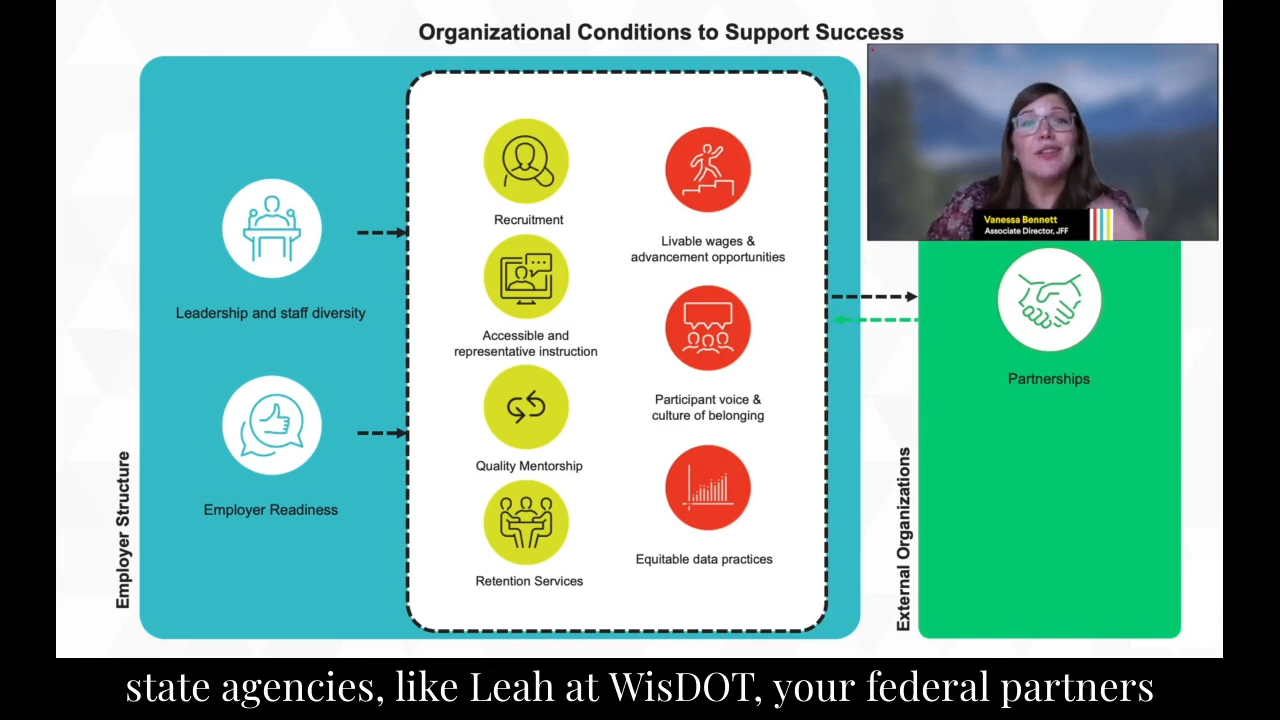 Organizational Conditions to Support Success
Employer Structure
Leadership and staff diversity
Employer Readiness
Recruitment
Accessible and
representative instruction
Quality Mentorship
Retention Services
Livable wages &
advancement opportunities
Participant voice &
culture of belonging
Equitable data practices
Vanessa Bennett
Associate Director, JFF
External Organizations
Partnerships
state agencies, like Leah at WisDOT, your federal partners